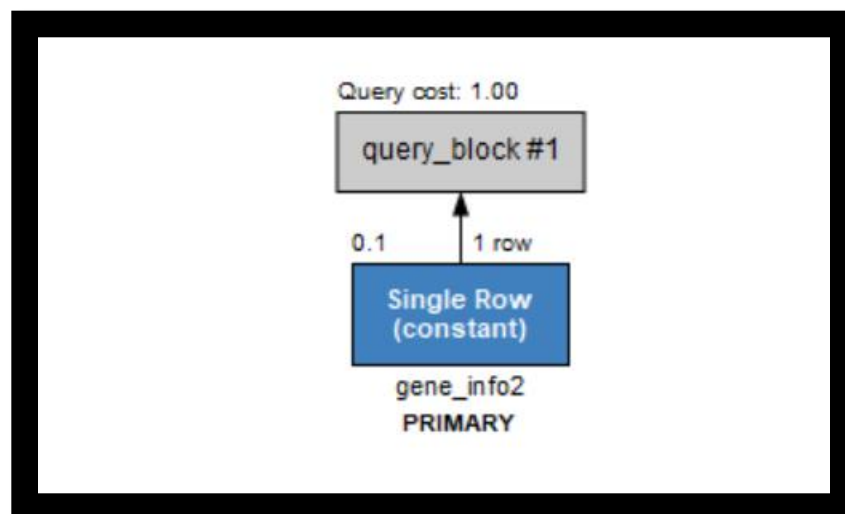 Query cost: 1.00
query_block #1
0.1 1 row
Single Row
(constant)
gene_info2
PRIMARY